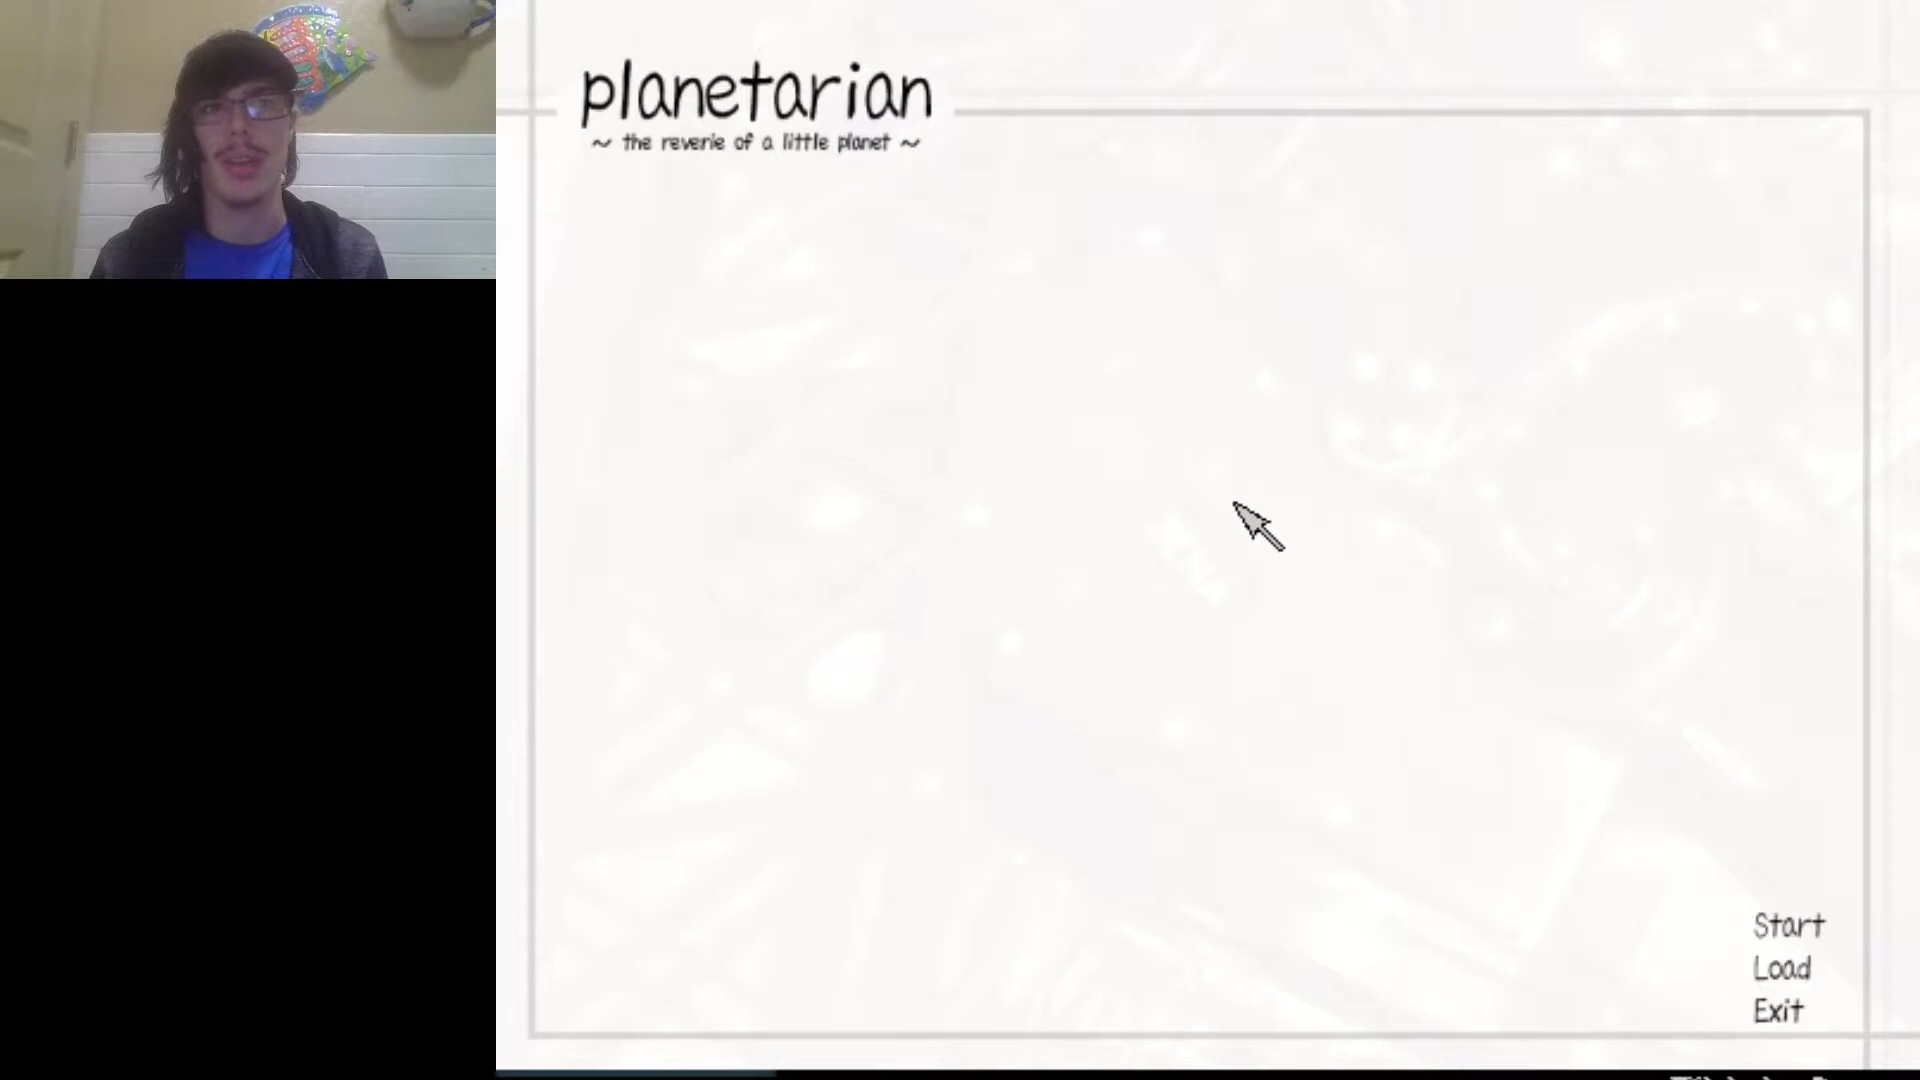 planetarian
~ the reverie of a little planet ~
Start
Load
Exit